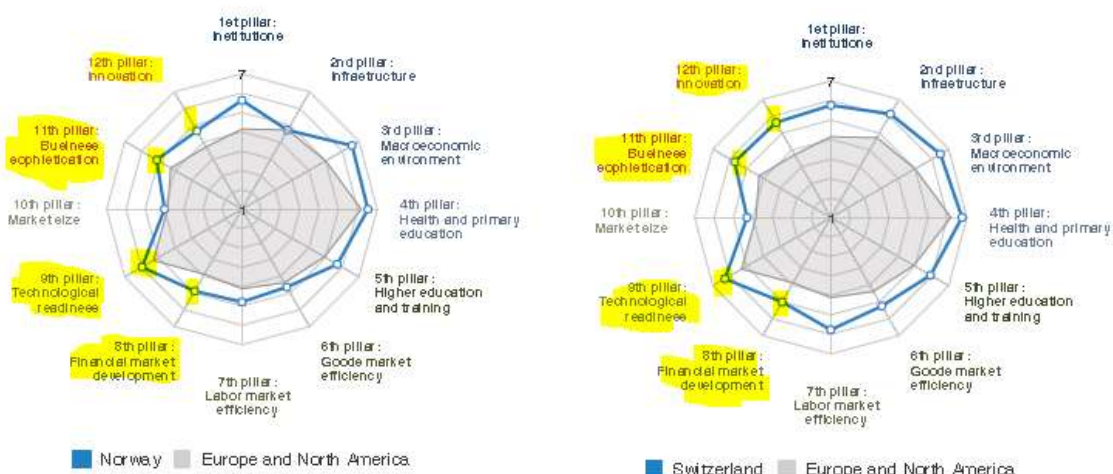 1st pillar:
Institutions
2nd pillar:
Infrastructure
3rd pillar:
Macroeconomic
environment
4th pillar:
Health and primary
education
5th pillar:
Higher education
and training
6th pillar:
Goods market
efficiency
7th pillar:
Labor market
efficiency
8th pillar:
Financial market
development
9th pillar:
Technological
readiness
10th pillar:
Market size
11th pillar:
Business
sophistication
12th pillar:
Innovation
7
1
Norway Europe and North America
1st pillar:
Institutions
2nd pillar:
Infrastructure
3rd pillar:
Macroeconomic
environment
4th pillar:
Health and primary
education
5th pillar:
Higher education
and training
6th pillar:
Goods market
efficiency
7th pillar:
Labor market
efficiency
8th pillar:
Financial market
development
9th pillar:
Technological
readiness
10th pillar:
Market size
11th pillar:
Business
sophistication
12th pillar:
Innovation
7
1
Switzerland Europe and North America